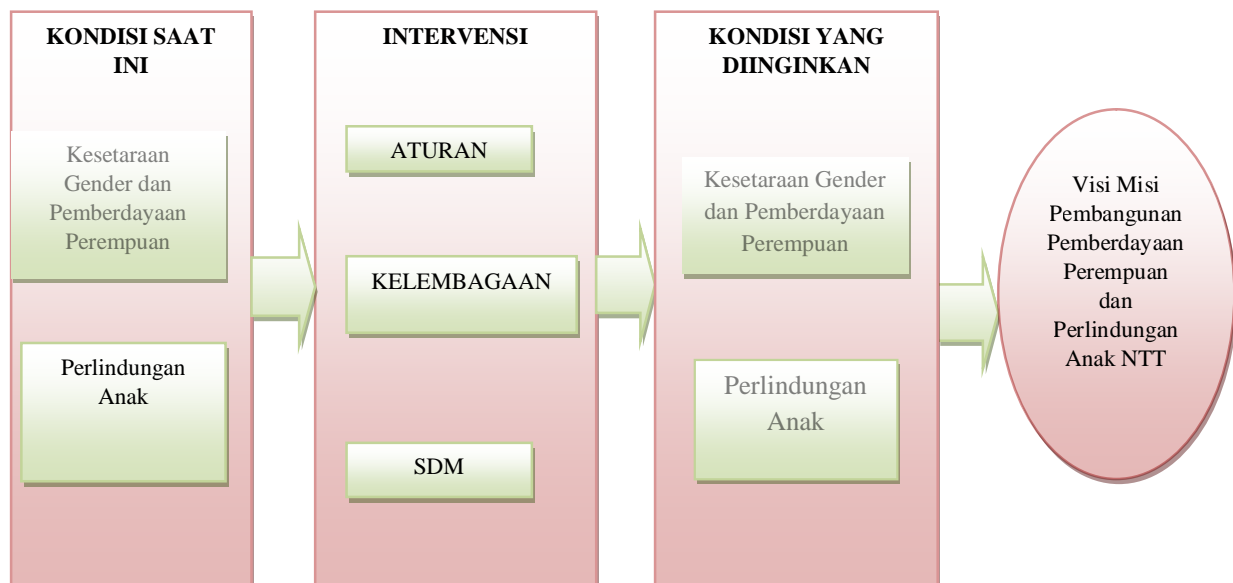 KONDISI SAAT
INI
Kesetaraan
Gender dan
Pemberdayaan
Perempuan
Perlindungan
Anak
INTERVENSI
ATURAN
KELEMBAGAAN
SDM
KONDISI YANG
DIINGINKAN
Kesetaraan Gender
dan Pemberdayaan
Perempuan
Perlindungan
Anak
Visi Misi
Pembangunan
Pemberdayaan
Perempuan
dan
Perlindungan
Anak NTT